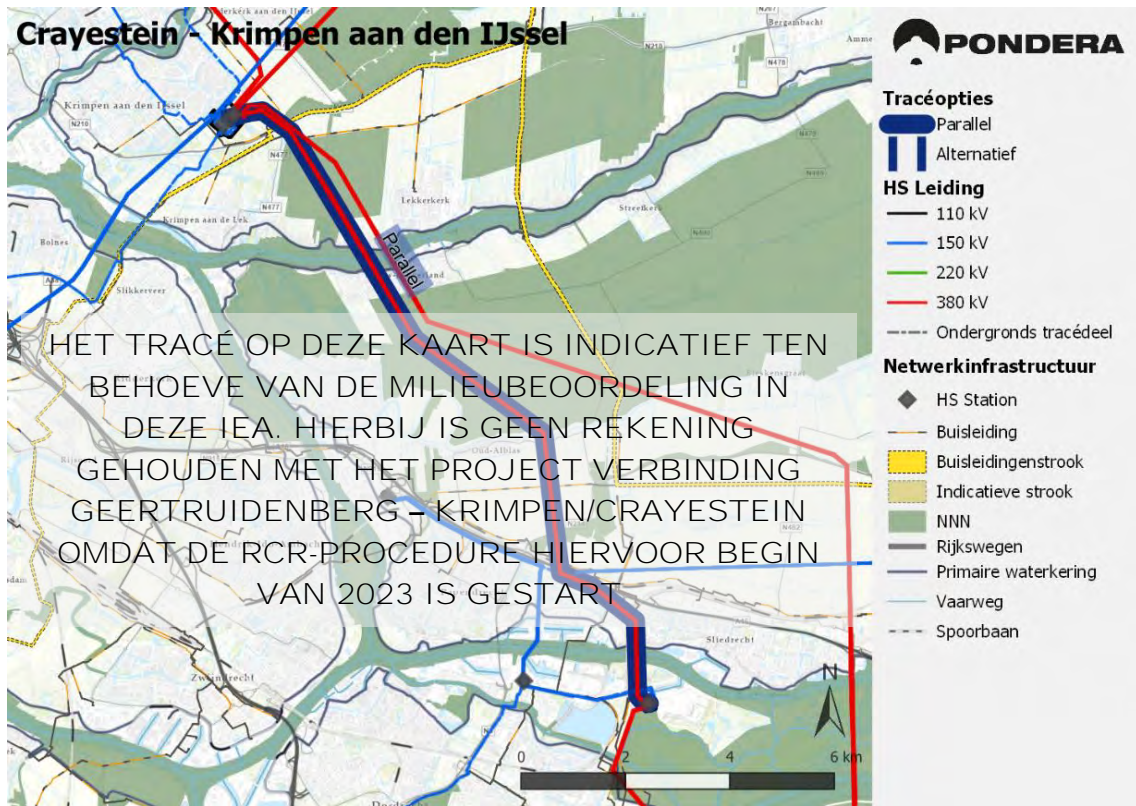 Crayestein - Krimpen aan den IJssel
Bergambacht
N210
N478
Krimpen aan den IJssel
N210
N477
N477
Lekkerkerk
Streefkerk
Krimpen aan de Lek
Bolnes
Slikkerveer
Parallel
HET TRACÉ OP DEZE KAART IS INDICATIEF TEN
BEHOEVE VAN DE MILIEUBEOORDELING IN
DEZE IEA. HIERBIJ IS GEEN REKENING
GEHOUDEN MET HET PROJECT VERBINDING
GEERTRUIDENBERG – KRIMPEN/CRAYESTEIN
OMDAT DE RCR-PROCEDURE HIERVOOR BEGIN
VAN 2023 IS GESTART
Oud-Alblas
N482
Sliedrecht
Zwijndrecht
N
0 2 4 6 km
PONDERA
Tracéopties
Parallel
Alternatief
HS Leiding
110 kV
150 kV
220 kV
380 kV
Ondergronds tracédeel
Netwerkinfrastructuur
HS Station
Buisleiding
Buisleidingenstrook
Indicatieve strook
NNN
Rijkswegen
Primaire waterkering
Vaarweg
Spoorbaan